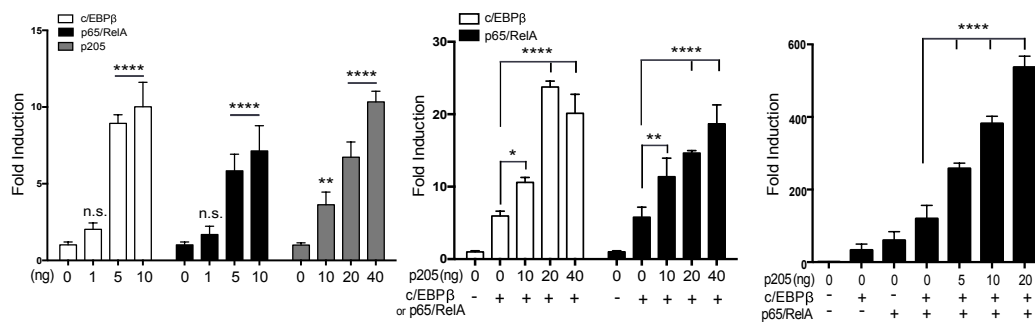 c/EBPβ
p65/RelA
p205
Fold Induction
15
10
5
0
n.s.
****
n.s.
****
**
****
(ng) 0 1 5 10 0 1 5 10 0 10 20 40
c/EBPβ
p65/RelA
Fold Induction
30
20
10
0
****
*
****
**
p205(ng) 0 0 10 20 40 0 0 10 20 40
c/EBPβ or p65/RelA - + + + + - + + + +
Fold Induction
600
400
200
0
****
p205(ng) 0 0 0 0 5 10 20
c/EBPβ - + - + + + +
p65/RelA - - + + + + +